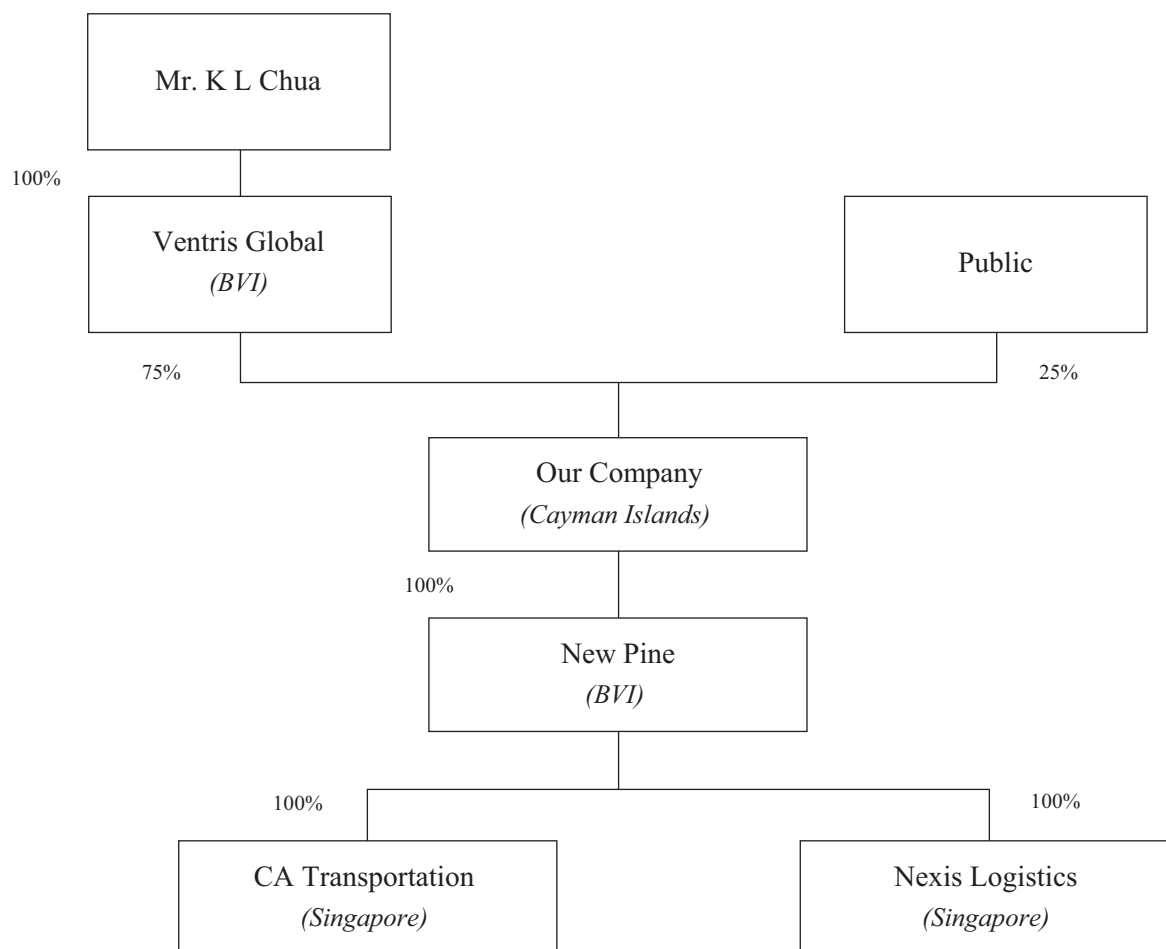 Mr. K L Chua
100%
Ventris Global
(BVI)
Public
75%
25%
Our Company
(Cayman Islands)
100%
New Pine
(BVI)
100%
100%
CA Transportation
(Singapore)
Nexis Logistics
(Singapore)